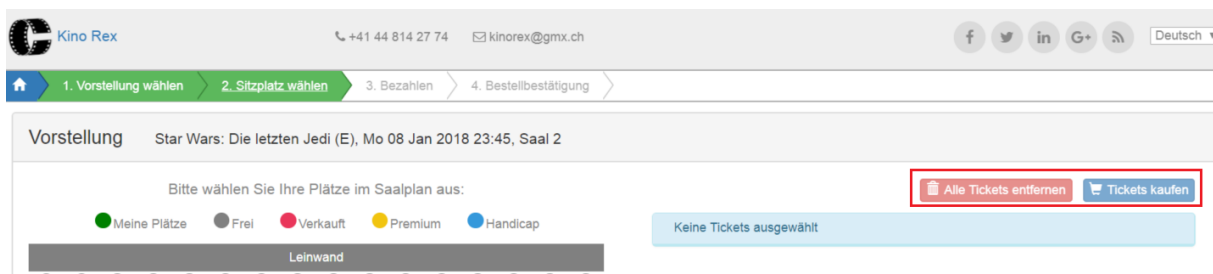 Kino Rex +41 44 814 27 74 kinorex@gmx.ch f in G+ Deutsch
1. Vorstellung wählen 2. Sitzplatz wählen 3. Bezahlen 4. Bestellbestätigung
Vorstellung Star Wars: Die letzten Jedi (E), Mo 08 Jan 2018 23:45, Saal 2
Bitte wählen Sie Ihre Plätze im Saalplan aus: Alle Tickets entfernen Tickets kaufen
Meine Plätze Frei Verkauft Premium Handicap Keine Tickets ausgewählt
Leinwand